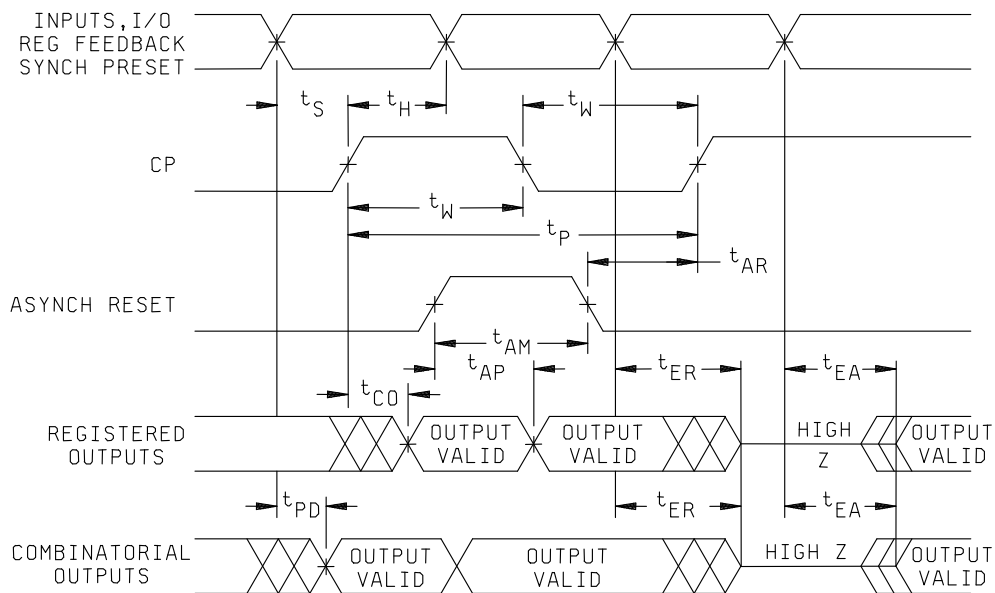 INPUTS,I/O
REG FEEDBACK
SYNCH PRESET
tS
tH
tW
CP
tW
tP
tAR
ASYNCH RESET
tAM
tAP
tER
tEA
tCO
REGISTERED
OUTPUTS
OUTPUT
VALID
OUTPUT
VALID
HIGH
Z
OUTPUT
VALID
tPD
tER
tEA
COMBINATORIAL
OUTPUTS
OUTPUT
VALID
OUTPUT
VALID
HIGH Z
OUTPUT
VALID